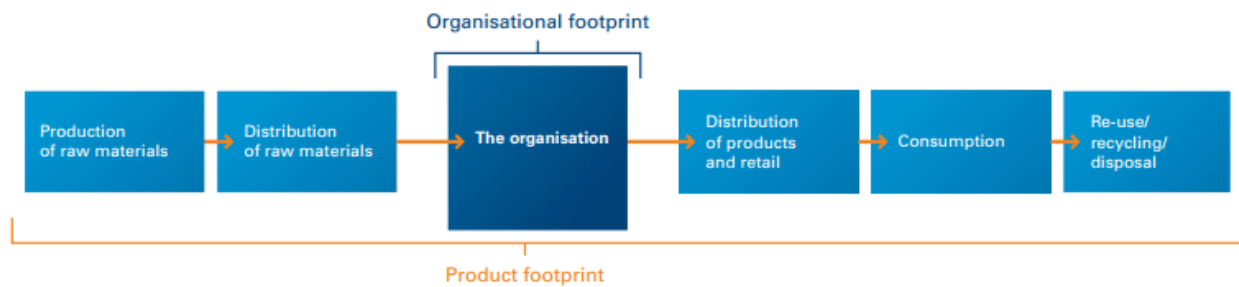 Organisational footprint
Production
of raw materials
Distribution
of raw materials
The organisation
Distribution
of products
and retail
Consumption
Re-use/
recycling/
disposal
Product footprint